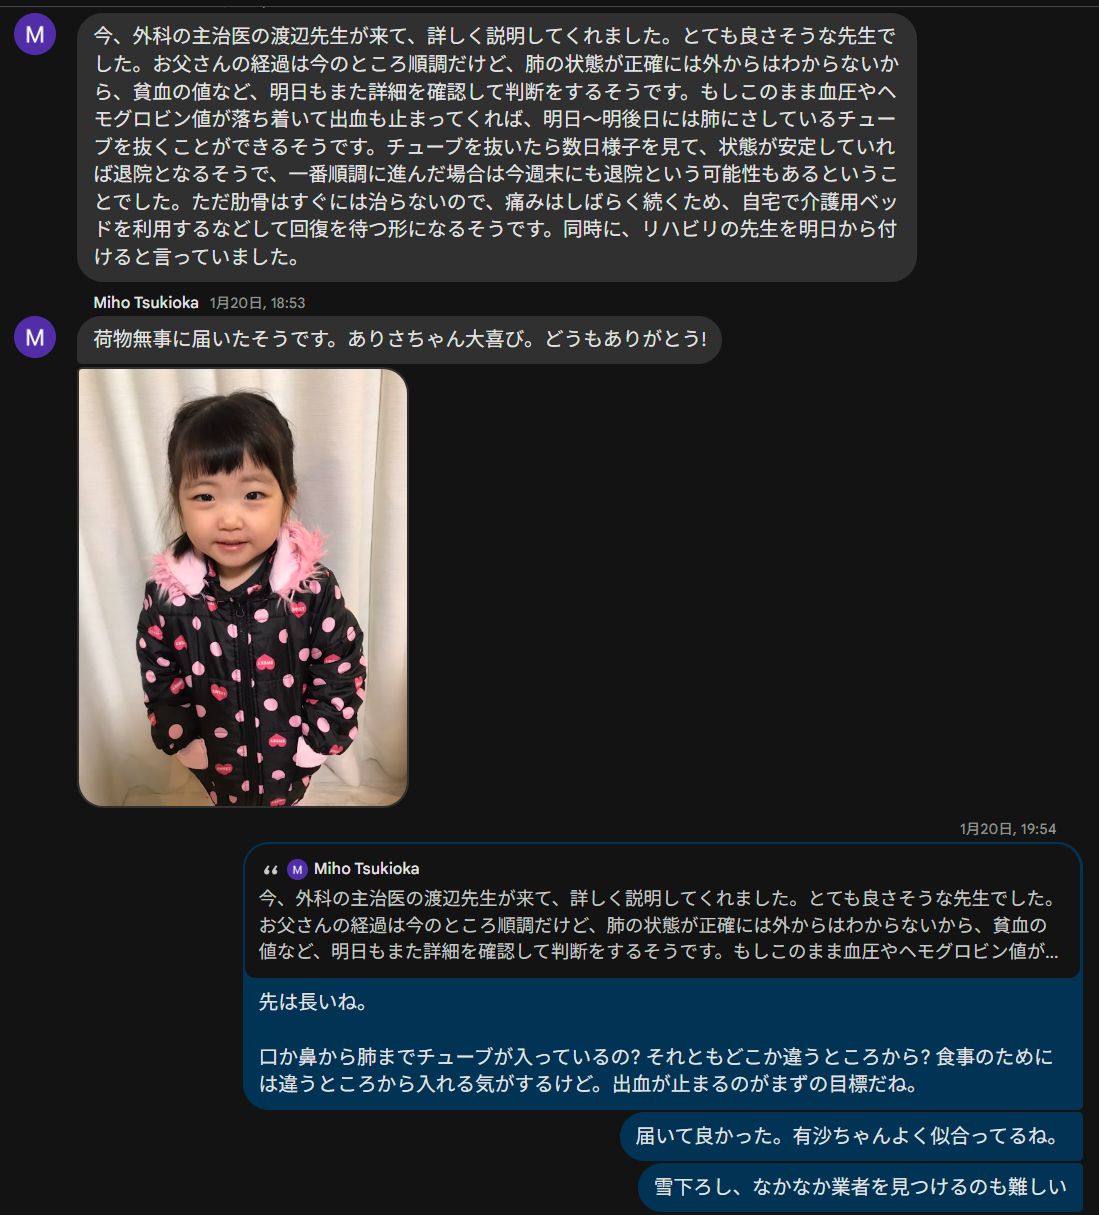 M
今、外科の主治医の渡辺先生が来て、詳しく説明してくれました。とても良さそうな先生で
した。お父さんの経過は今のところ順調だけど、肺の状態が正確には外からはわからないか
ら、貧血の値など、明日もまた詳細を確認して判断をするそうです。もしこのまま血圧やヘ
モグロビン値が落ち着いて出血も止まってくれれば、明日〜明後日には肺にさしているチュー
ブを抜くことができるそうです。チューブを抜いたら数日様子を見て、状態が安定していれ
ば退院となるそうで、一番順調に進んだ場合は今週末にも退院という可能性もあるというこ
とでした。ただ肋骨はすぐには治らないので、痛みはしばらく続くため、自宅で介護用ベッ
ドを利用するなどして回復を待つ形になるそうです。同時に、リハビリの先生を明日から付
けると言っていました。
Miho Tsukioka 1月20日, 18:53
M
荷物無事に届いたそうです。ありさちゃん大喜び。どうもありがとう!
1月20日, 19:54
“ M Miho Tsukioka
今、外科の主治医の渡辺先生が来て、詳しく説明してくれました。とても良さそうな先生でした。
お父さんの経過は今のところ順調だけど、肺の状態が正確には外からはわからないから、貧血の
値など、明日もまた詳細を確認して判断をするそうです。もしこのまま血圧やヘモグロビン値が...
先は長いね。
口か鼻から肺までチューブが入っているの? それともどこか違うところから? 食事のために
は違うところから入れる気がするけど。出血が止まるのがまずの目標だね。
届いて良かった。有沙ちゃんよく似合ってるね。
雪下ろし、なかなか業者を見つけるのも難しい